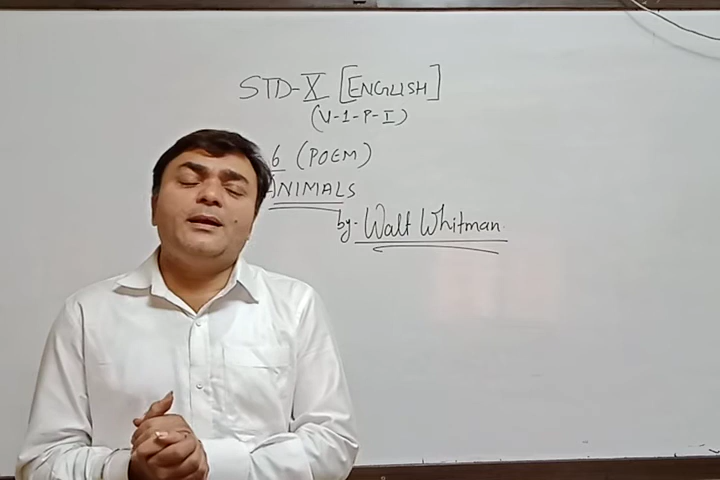 STD-X [ENGLISH]
(V-1-P-I)
6 (POEM)
ANIMALS
by- Walt Whitman.